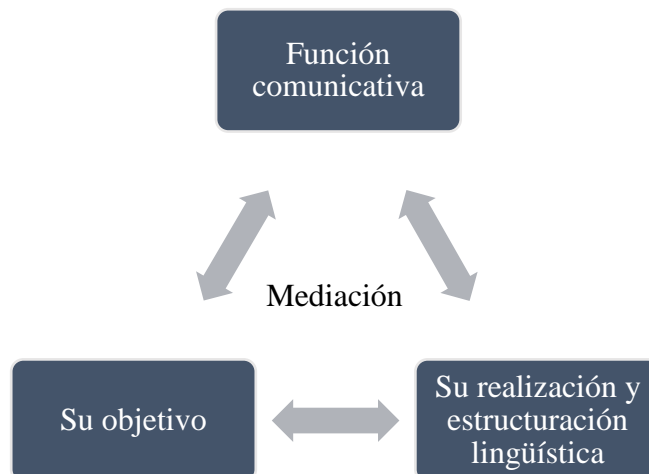 Función
comunicativa
Mediación
Su objetivo
Su realización y
estructuración
lingüística